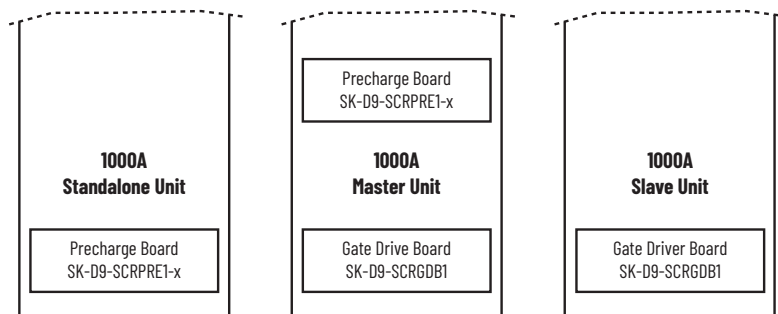 1000A
Standalone Unit
Precharge Board
SK-D9-SCRPRE1-x
Precharge Board
SK-D9-SCRPRE1-x
1000A
Master Unit
Gate Drive Board
SK-D9-SCRGDB1
1000A
Slave Unit
Gate Driver Board
SK-D9-SCRGDB1